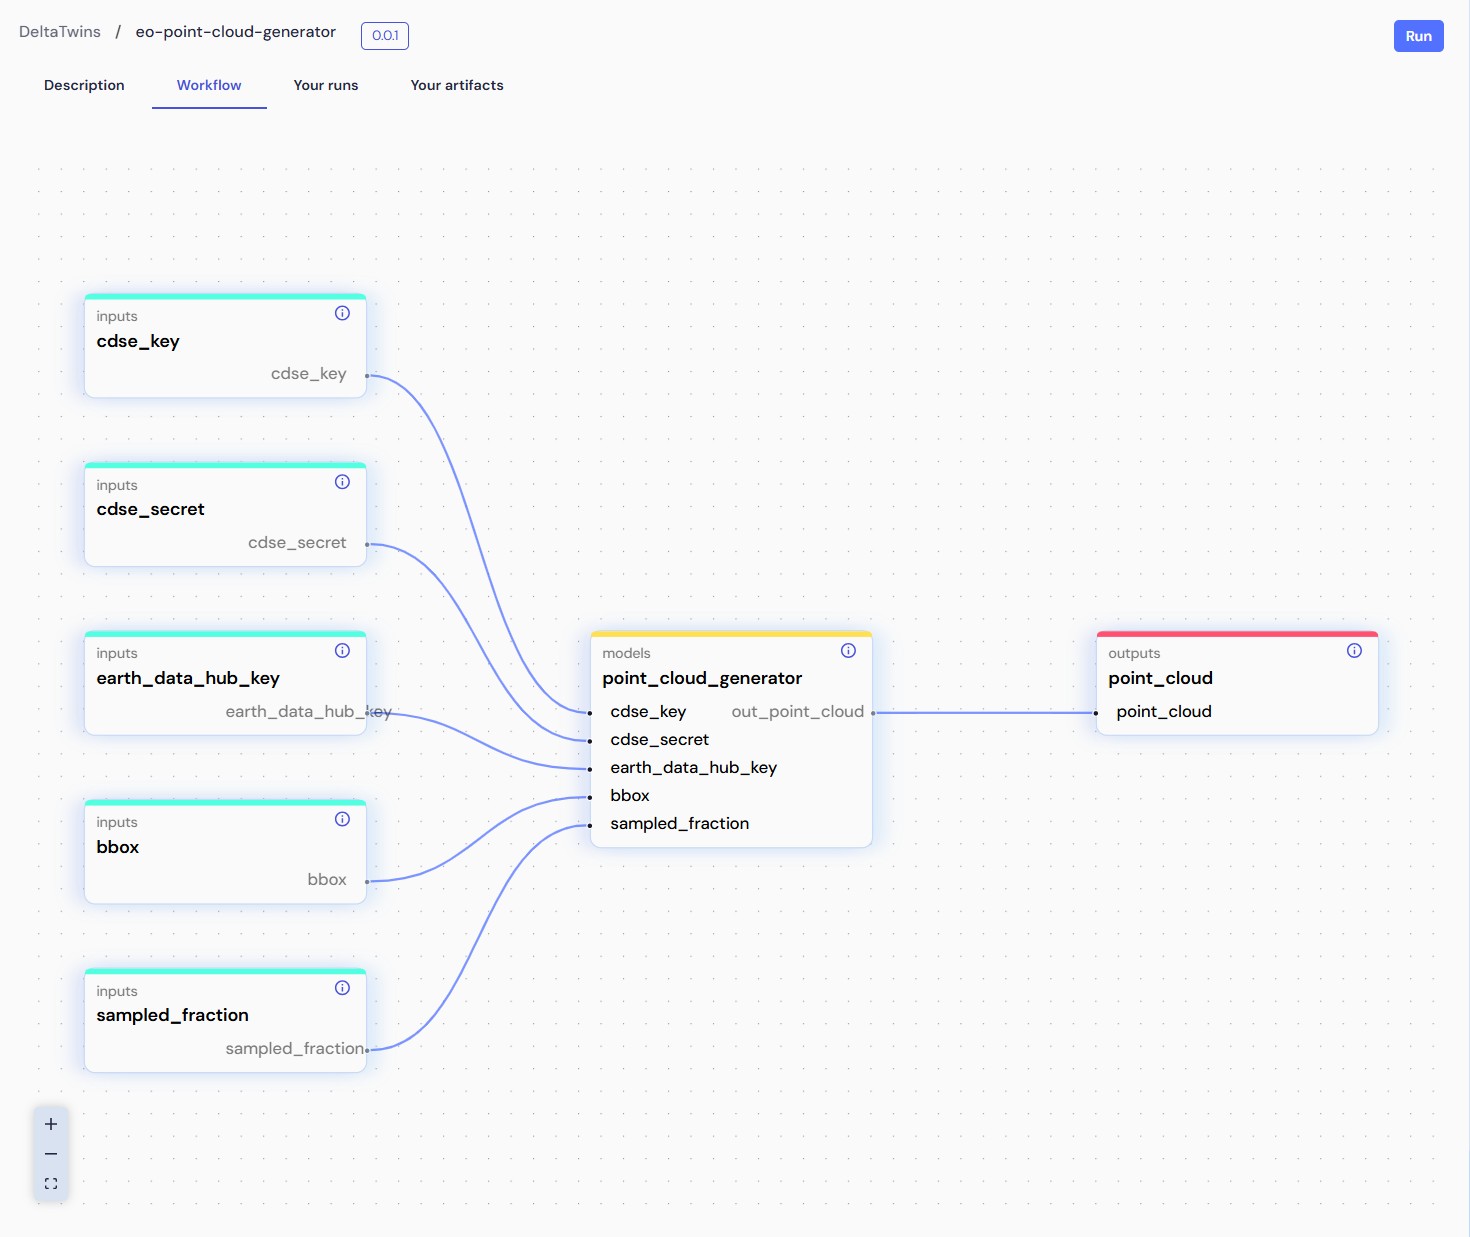 DeltaTwins / eo-point-cloud-generator 0.0.1
Run
Description Workflow Your runs Your artifacts
inputs
cdse_key
cdse_key
inputs
cdse_secret
cdse_secret
inputs
earth_data_hub_key
earth_data_hub_key
inputs
bbox
bbox
inputs
sampled_fraction
sampled_fraction
models
point_cloud_generator
cdse_key out_point_cloud
cdse_secret
earth_data_hub_key
bbox
sampled_fraction
outputs
point_cloud
point_cloud